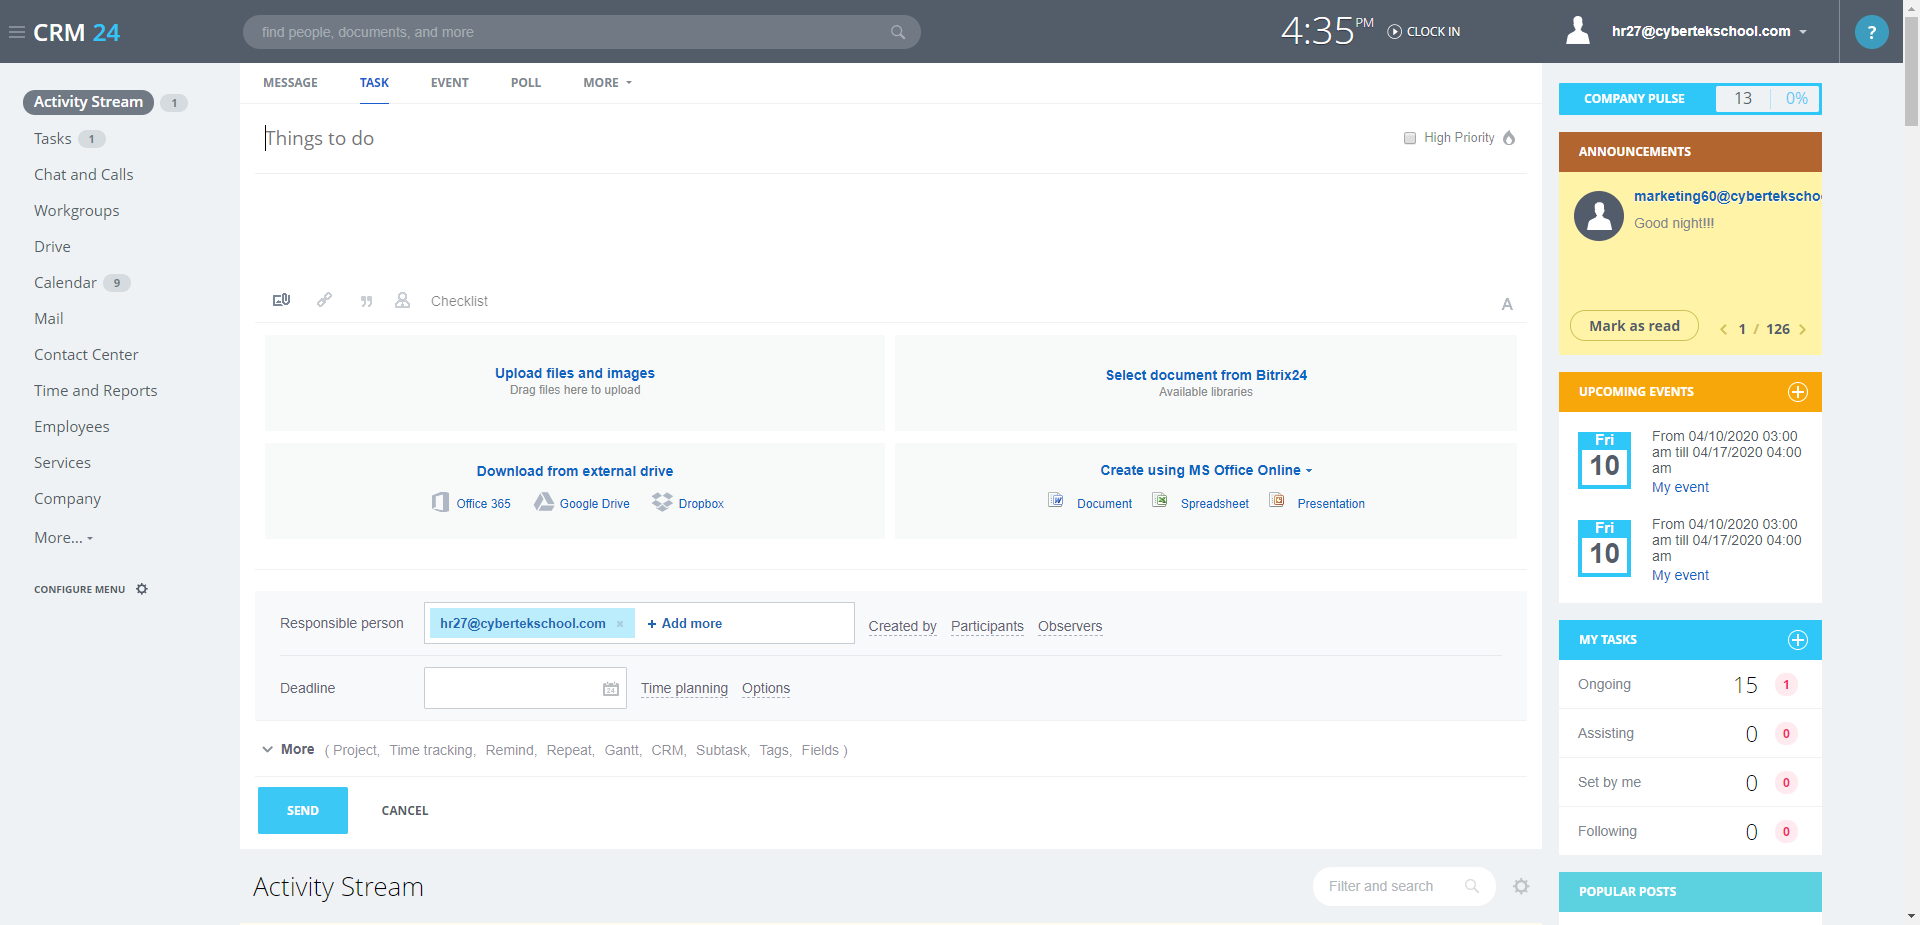 CRM 24
find people, documents, and more
4:35 PM
CLOCK IN
hr27@cybertekschool.com
?
Activity Stream 1
Tasks 1
Chat and Calls
Workgroups
Drive
Calendar 9
Mail
Contact Center
Time and Reports
Employees
Services
Company
More...
CONFIGURE MENU
MESSAGE TASK EVENT POLL MORE
Things to do
High Priority
Checklist
A
Upload files and images
Drag files here to upload
Select document from Bitrix24
Available libraries
Download from external drive
Office 365 Google Drive Dropbox
Create using MS Office Online
Document Spreadsheet Presentation
Responsible person hr27@cybertekschool.com × + Add more Created by Participants Observers
Deadline 24 Time planning Options
More ( Project, Time tracking, Remind, Repeat, Gantt, CRM, Subtask, Tags, Fields )
SEND CANCEL
Activity Stream
Filter and search
COMPANY PULSE 13 0%
ANNOUNCEMENTS
marketing60@cyberteksch
Good night!!!
Mark as read
1 / 126
UPCOMING EVENTS
Fri
10
From 04/10/2020 03:00
am till 04/17/2020 04:00
am
My event
Fri
10
From 04/10/2020 03:00
am till 04/17/2020 04:00
am
My event
MY TASKS
Ongoing 15 1
Assisting 0 0
Set by me 0 0
Following 0 0
POPULAR POSTS